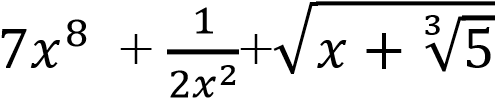 7x⁸ + 1/(2x²) + √(x + ∛5)